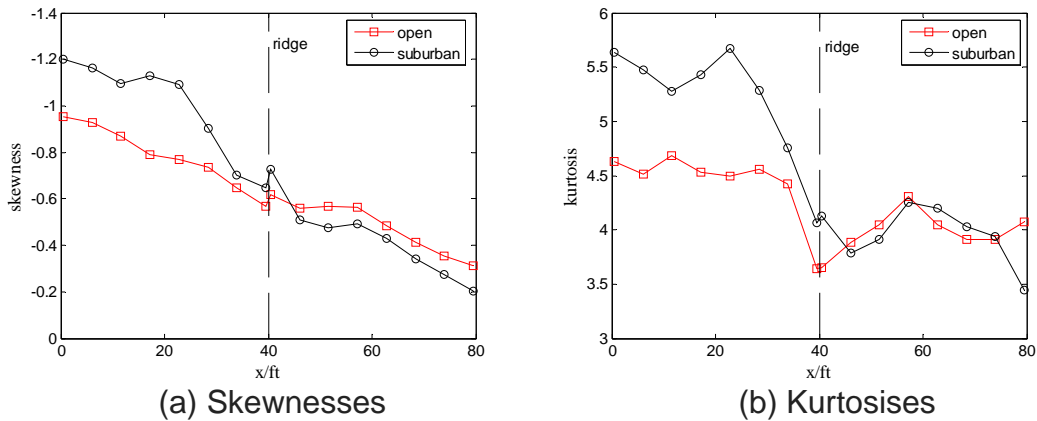 -1.4
-1.2
-1
-0.8
-0.6
-0.4
-0.2
0
skewness
0 20 40 60 80
x/ft
ridge
open
suburban
(a) Skewnesses
6
5.5
5
4.5
4
3.5
3
kurtosis
0 20 40 60 80
x/ft
ridge
open
suburban
(b) Kurtosises